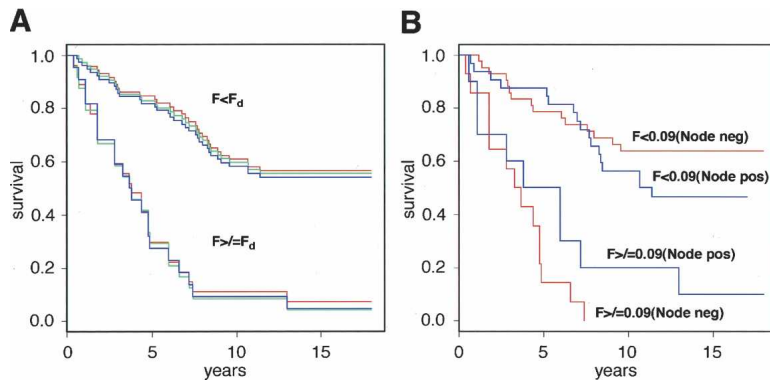 A
1.0
0.8
0.6
0.4
0.2
0.0
survival
F<Fd
F>/=Fd
0 5 10 15
years
B
1.0
0.8
0.6
0.4
0.2
0.0
survival
F<0.09(Node neg)
F<0.09(Node pos)
F>/=0.09(Node pos)
F>/=0.09(Node neg)
0 5 10 15
years